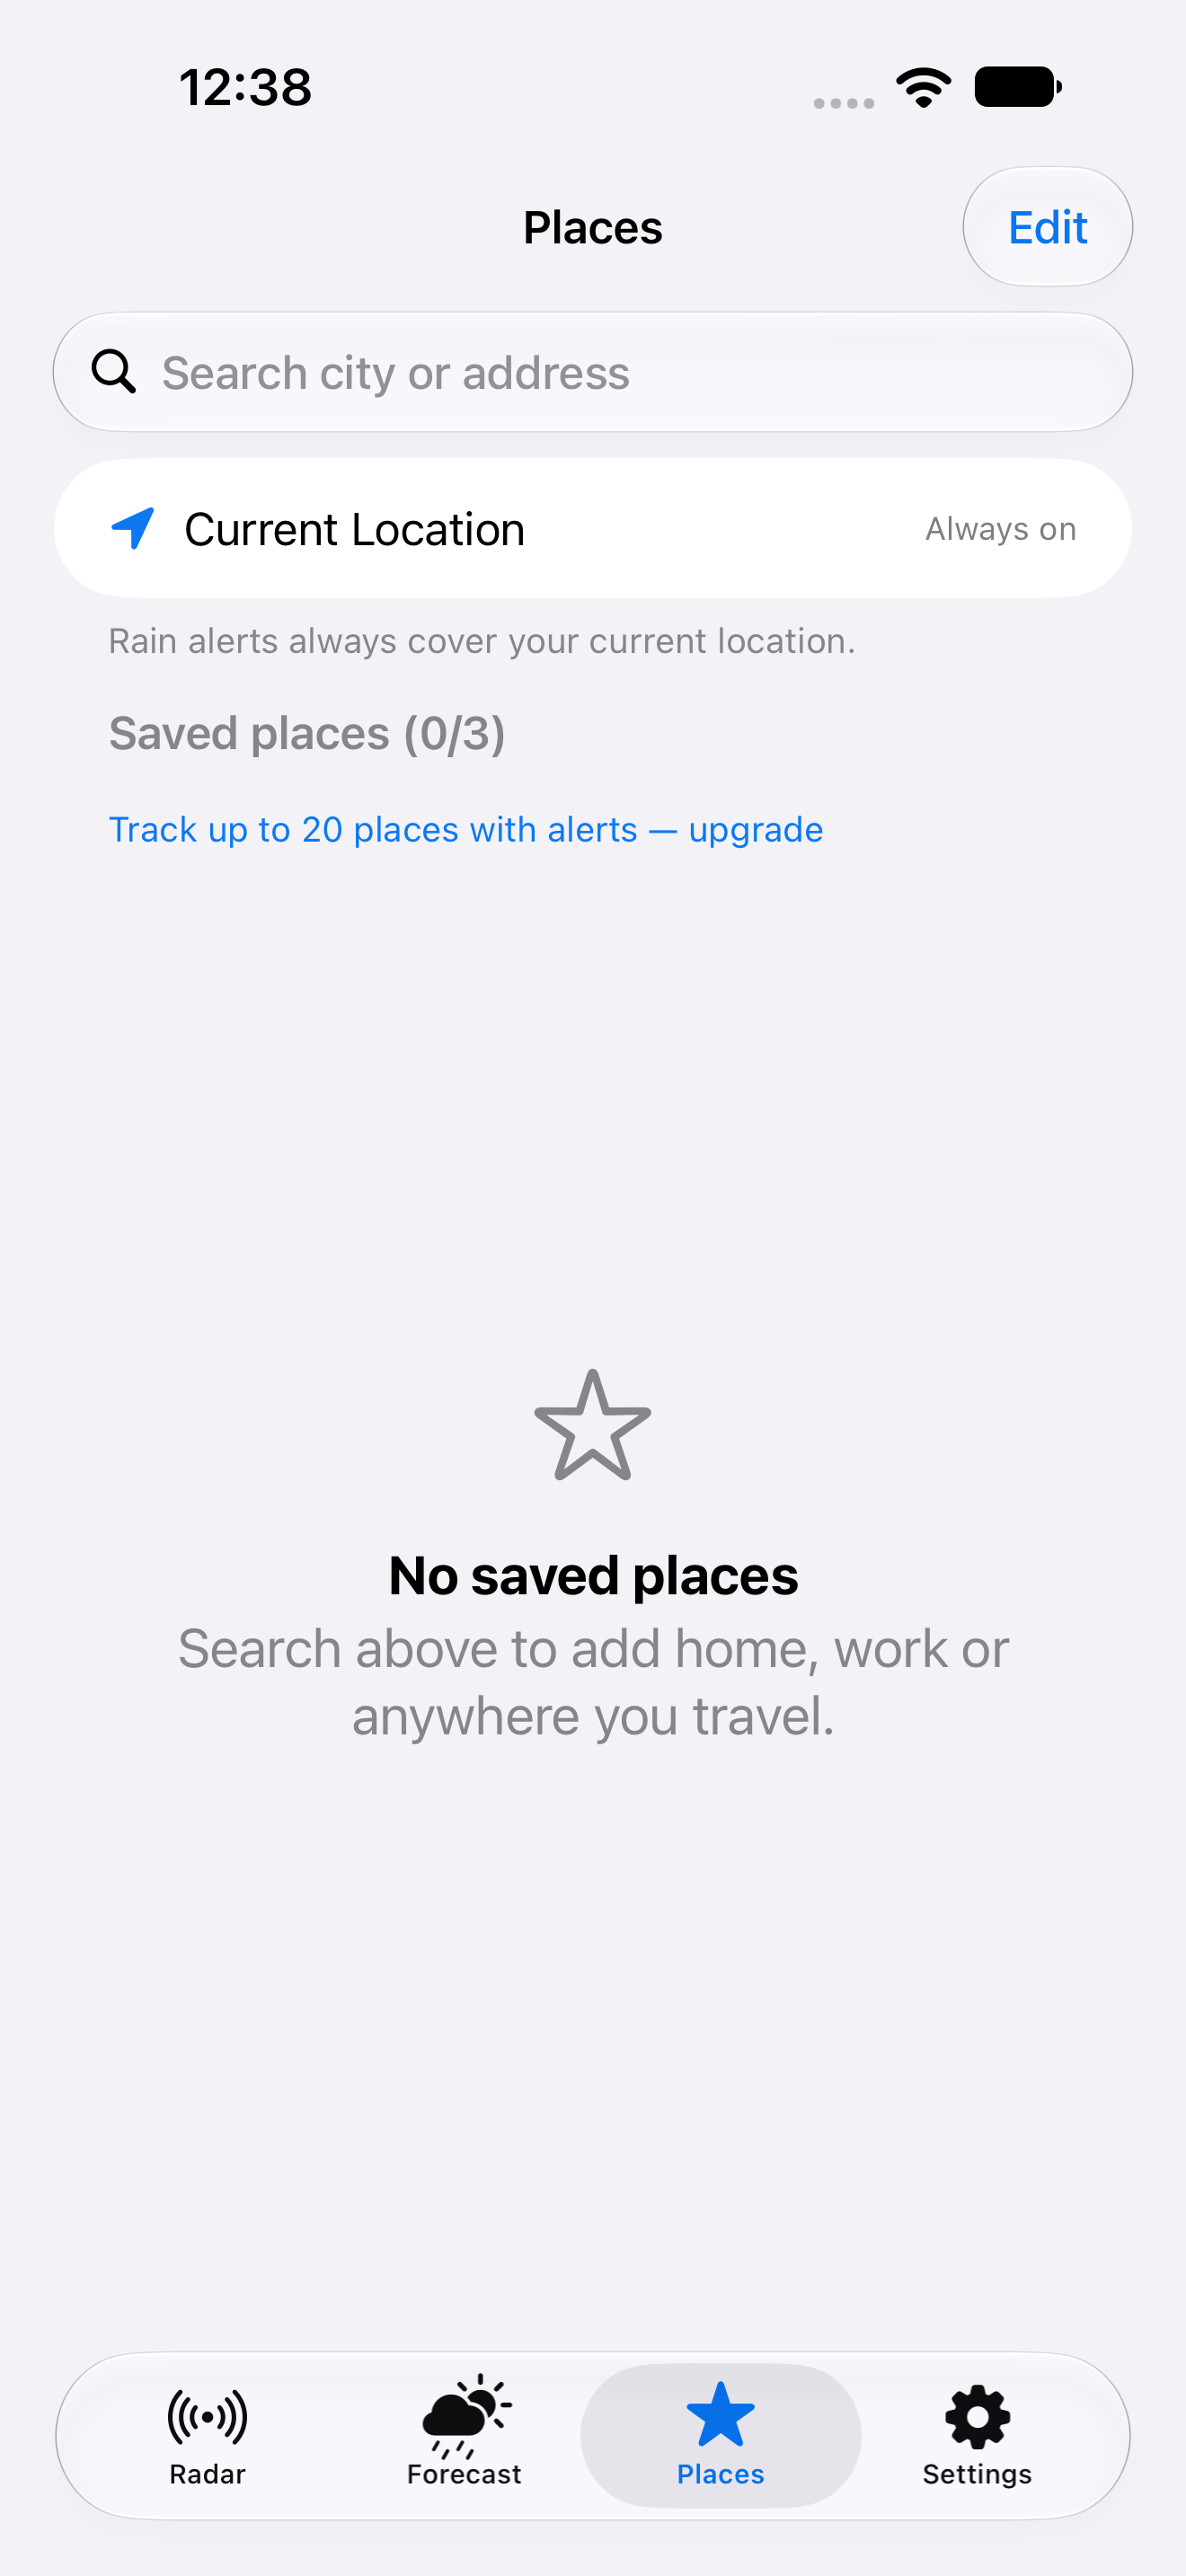 12:38
Places
Edit
Search city or address
Current Location
Always on
Rain alerts always cover your current location.
Saved places (0/3)
Track up to 20 places with alerts — upgrade
No saved places
Search above to add home, work or
anywhere you travel.
Radar
Forecast
Places
Settings